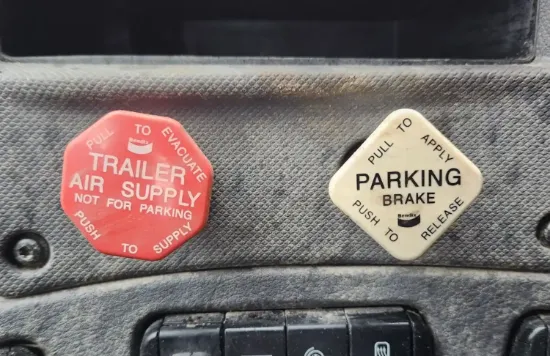 PULL TO EVACUATE
Bendix
TRAILER
AIR SUPPLY
NOT FOR PARKING
PUSH TO SUPPLY
PULL TO APPLY
PARKING
BRAKE
Bendix
PUSH TO RELEASE